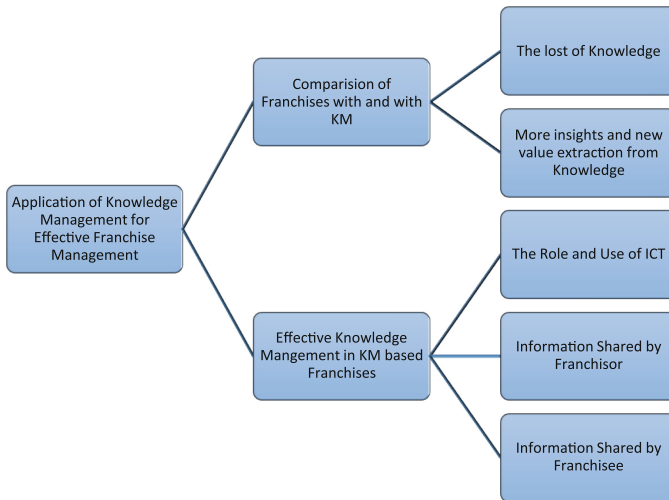 Application of Knowledge
Management for
Effective Franchise
Management
Comparision of
Franchises with and with
KM
The lost of Knowledge
More insights and new
value extraction from
Knowledge
Effective Knowledge
Mangement in KM based
Franchises
The Role and Use of ICT
Information Shared by
Franchisor
Information Shared by
Franchisee